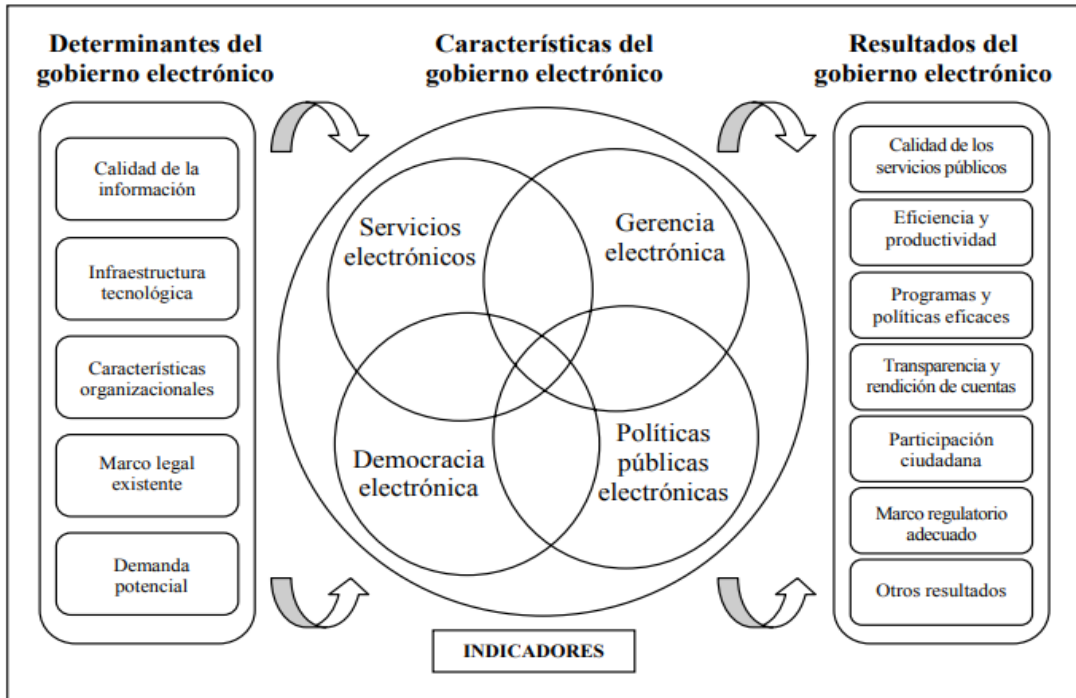 Determinantes del
gobierno electrónico
Calidad de la
información
Infraestructura
tecnológica
Características
organizacionales
Marco legal
existente
Demanda
potencial
Características del
gobierno electrónico
Servicios
electrónicos
Gerencia
electrónica
Democracia
electrónica
Políticas
públicas
electrónicas
INDICADORES
Resultados del
gobierno electrónico
Calidad de los
servicios públicos
Eficiencia y
productividad
Programas y
políticas eficaces
Transparencia y
rendición de cuentas
Participación
ciudadana
Marco regulatorio
adecuado
Otros resultados